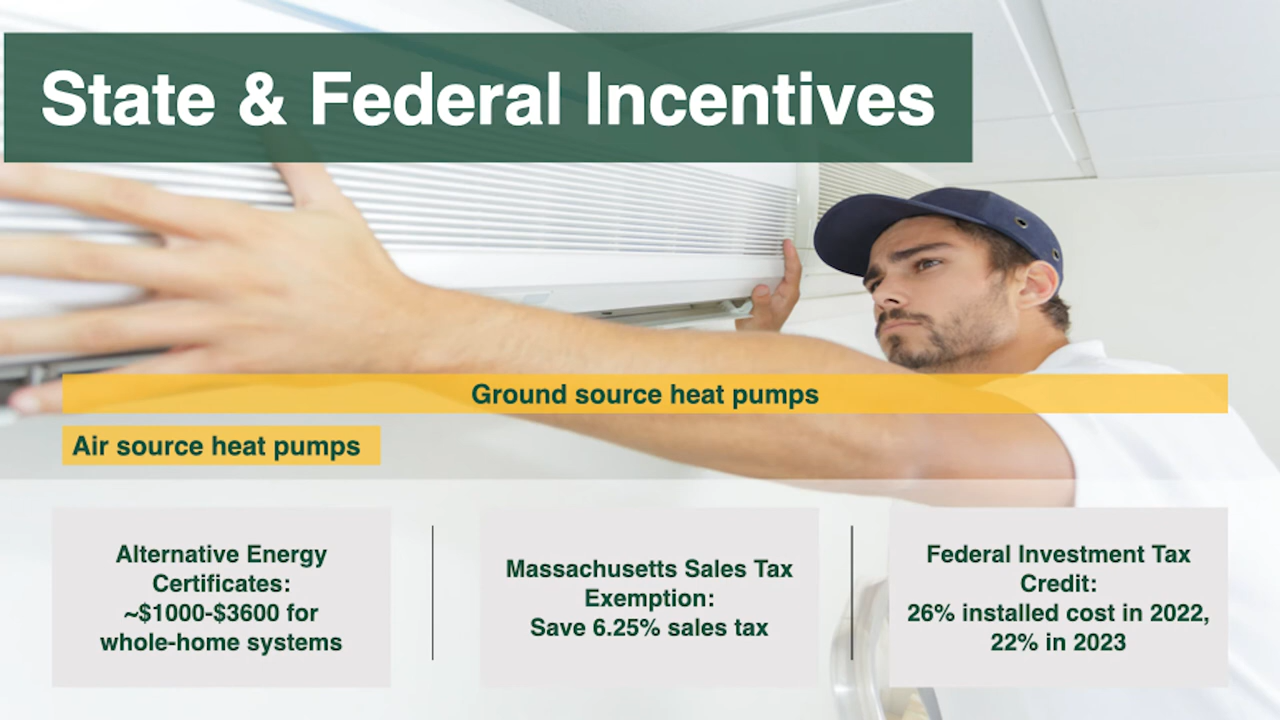 State & Federal Incentives
Ground source heat pumps
Air source heat pumps
Alternative Energy
Certificates:
~$1000-$3600 for
whole-home systems
Massachusetts Sales Tax
Exemption:
Save 6.25% sales tax
Federal Investment Tax
Credit:
26% installed cost in 2022,
22% in 2023